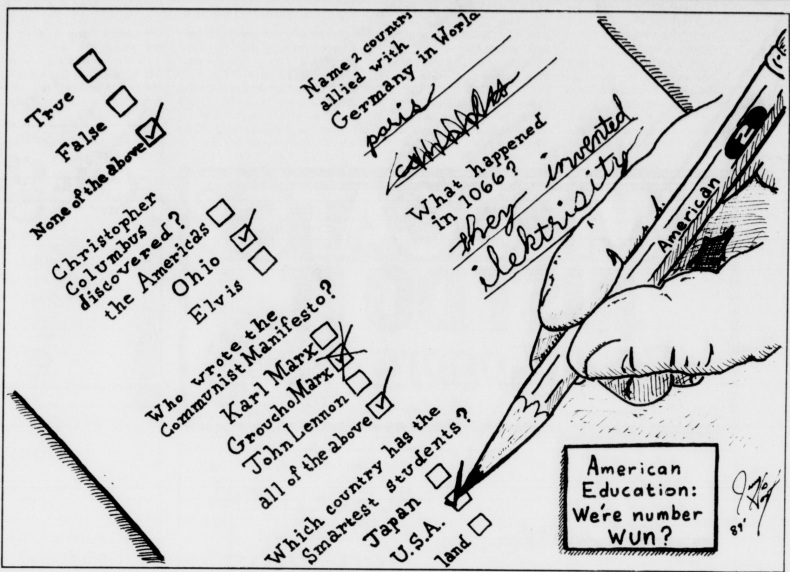 True
False
None of the above
Christopher
Columbus
discovered?
the Americas
Ohio
Elvis
Who wrote the
Communist Manifesto?
Karl Marx
Groucho Marx
John Lennon
all of the above
Which country has the
Smartest students?
Japan
U.S.A.
land
Name 2 countri
allied with
Germany in World
paris
What happened
in 1066?
they invented
ilektrisity
American
2
American
Education:
We're number
WUN?
89'